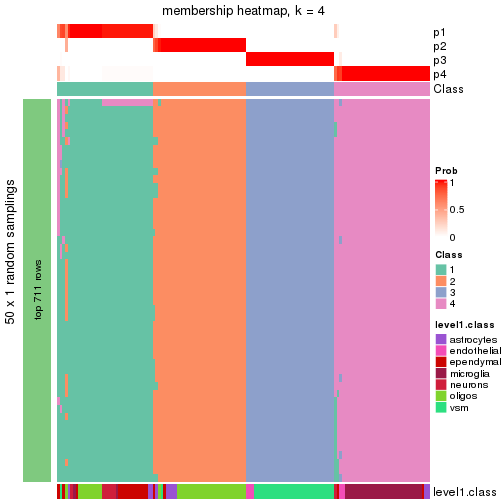 membership heatmap, k = 4
p1
p2
p3
p4
Class
50 x 1 random samplings
top 711 rows
level1.class
Prob
1
0.5
0
Class
1
2
3
4
level1.class
astrocytes
endothelial
ependymal
microglia
neurons
oligos
vsm